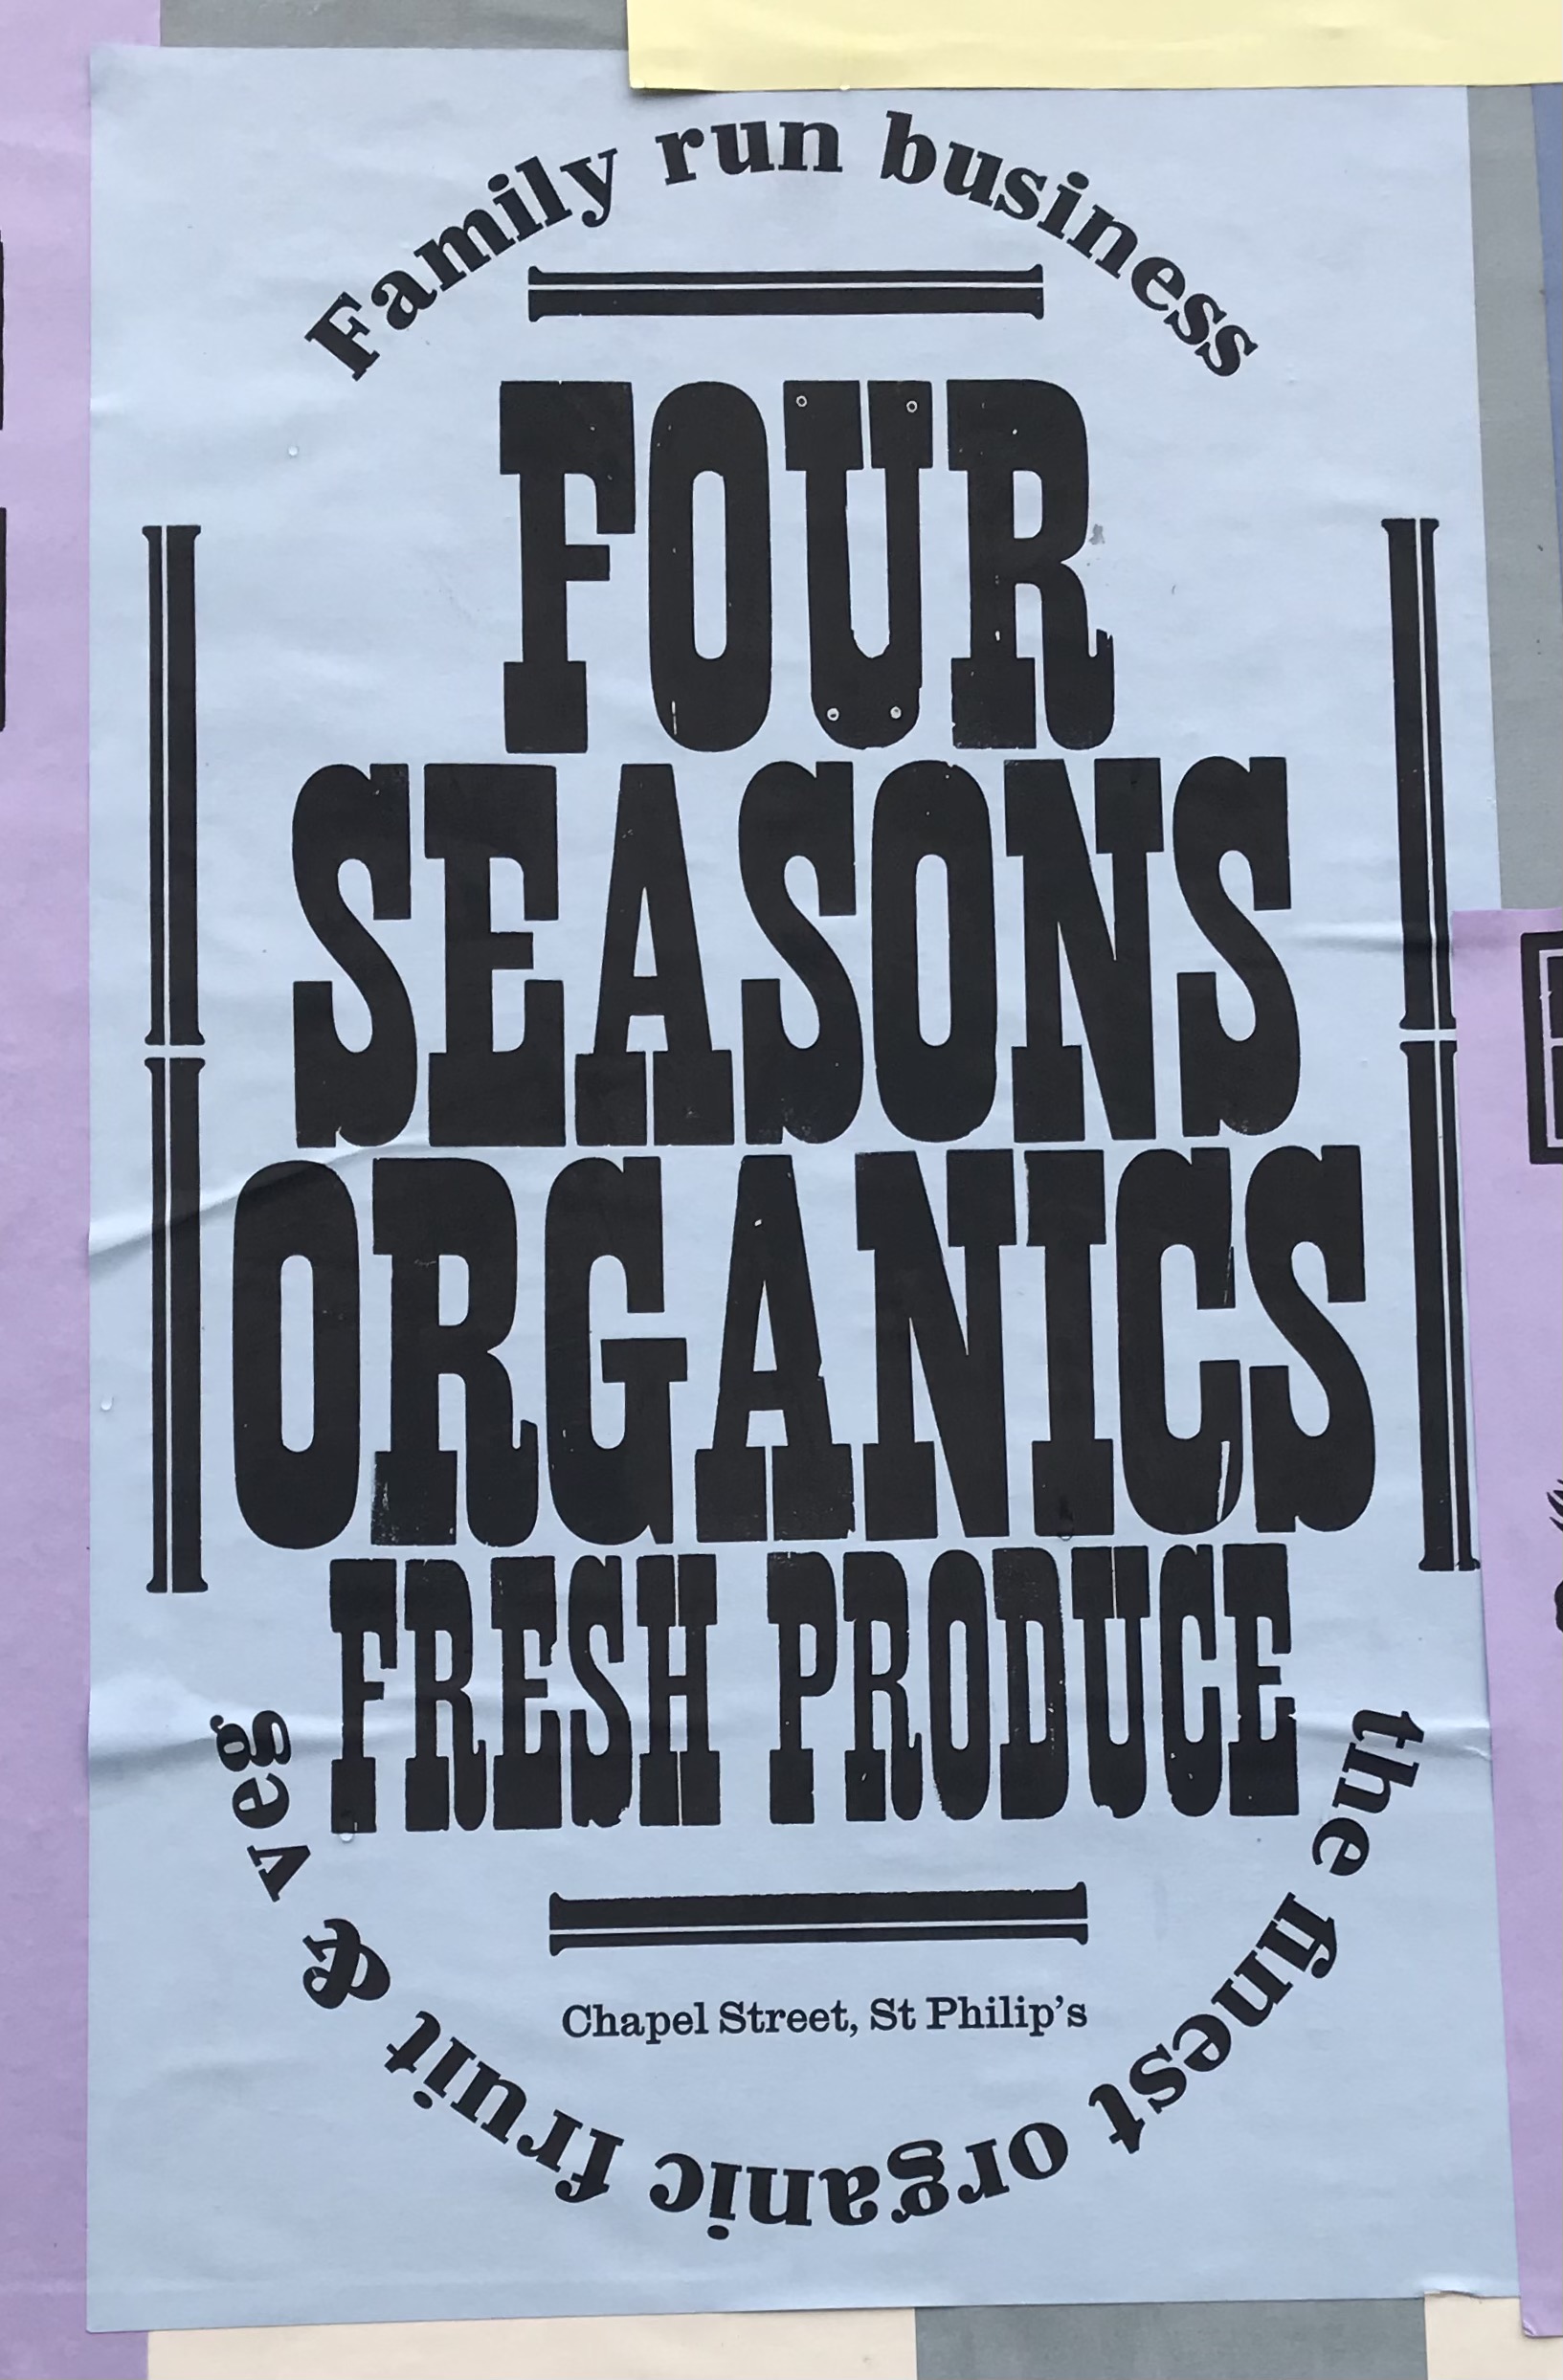 Family run business
FOUR
SEASONS
ORGANICS
FRESH PRODUCE
Chapel Street, St Philip's
the finest organic fruit & veg